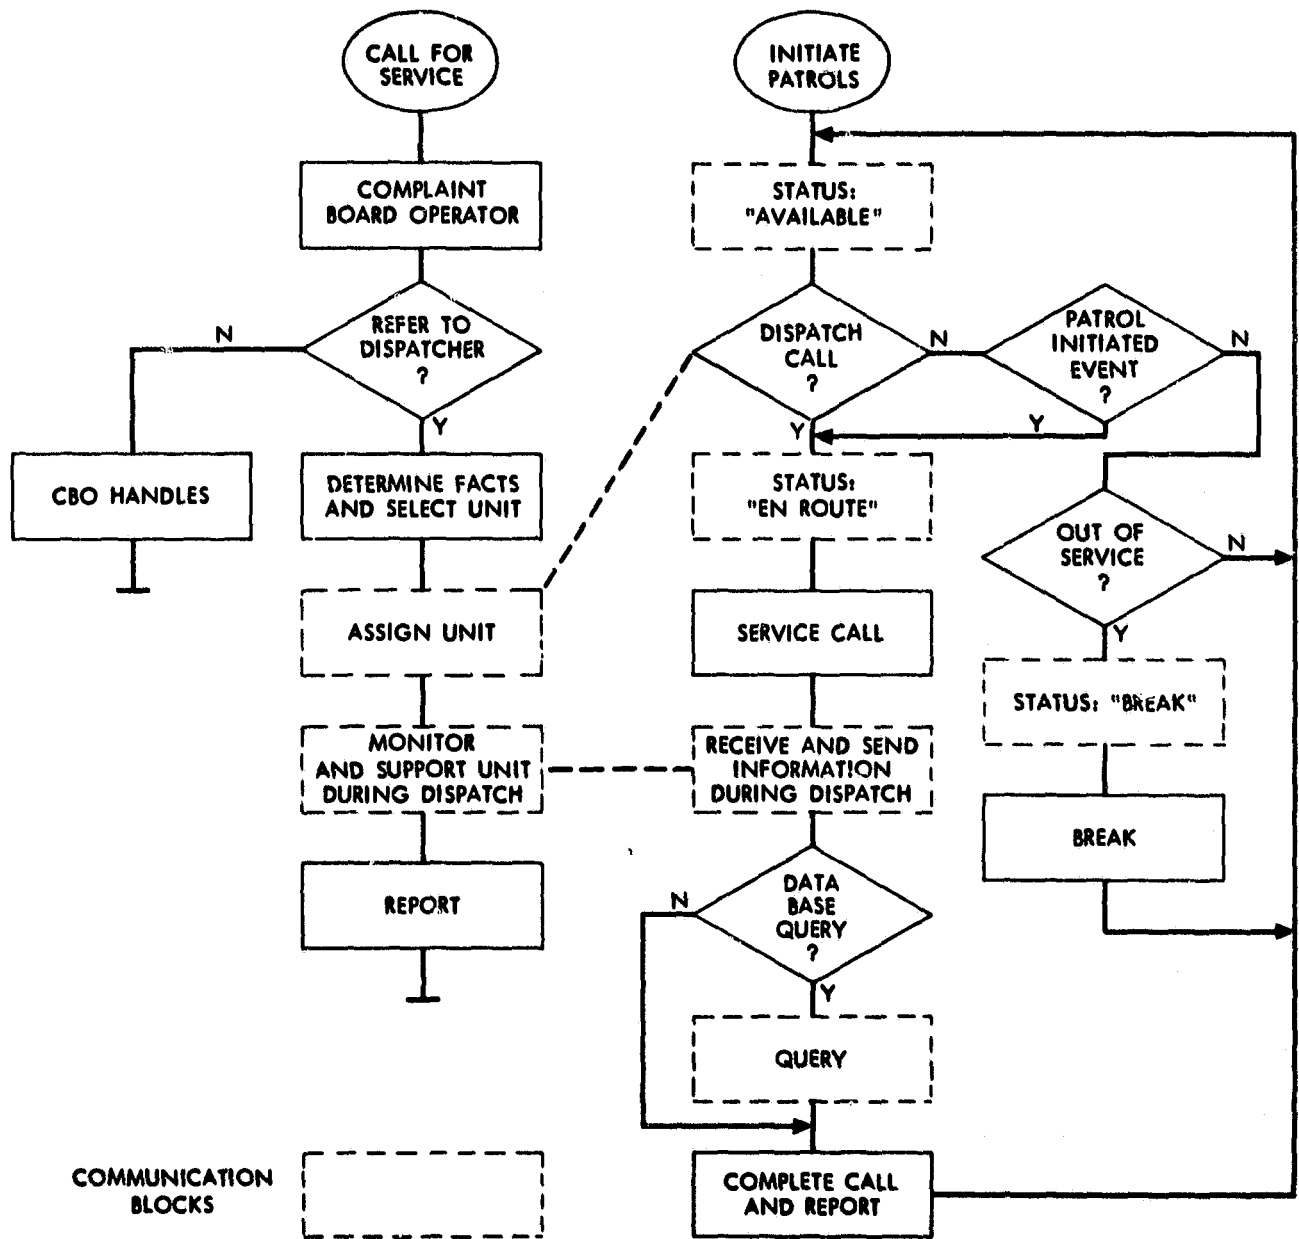 CALL FOR
SERVICE
COMPLAINT
BOARD OPERATOR
REFER TO
DISPATCHER
?
N
Y
CBO HANDLES
DETERMINE FACTS
AND SELECT UNIT
ASSIGN UNIT
MONITOR
AND SUPPORT UNIT
DURING DISPATCH
REPORT
COMMUNICATION
BLOCKS
INITIATE
PATROLS
STATUS:
"AVAILABLE"
DISPATCH
CALL
?
N
Y
PATROL
INITIATED
EVENT
?
N
Y
STATUS:
"EN ROUTE"
SERVICE CALL
RECEIVE AND SEND
INFORMATION
DURING DISPATCH
DATA
BASE
QUERY
?
N
Y
QUERY
COMPLETE CALL
AND REPORT
OUT OF
SERVICE
?
N
Y
STATUS: "BREAK"
BREAK